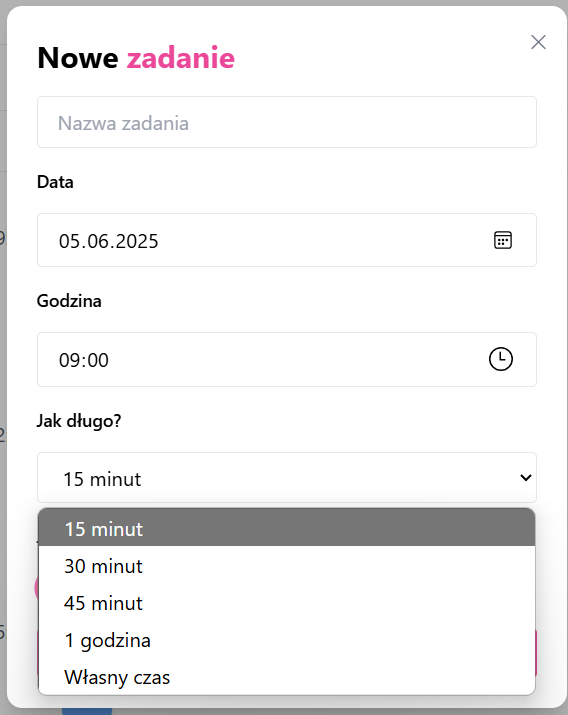 Nowe zadanie
Nazwa zadania
Data
05.06.2025
Godzina
09:00
Jak długo?
15 minut
15 minut
30 minut
45 minut
1 godzina
Własny czas